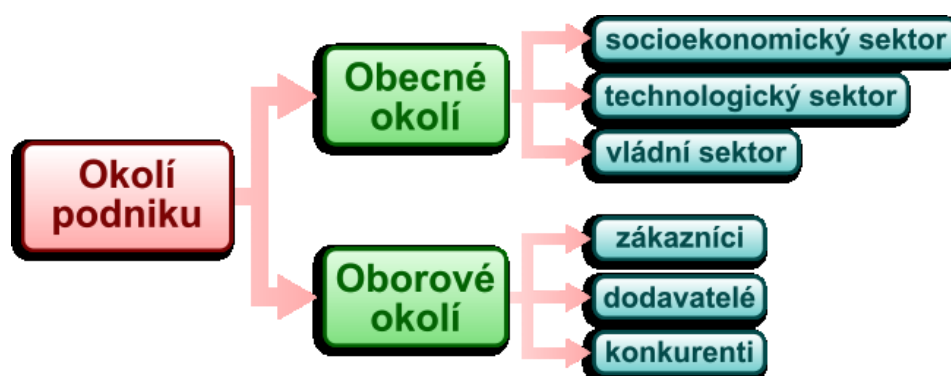 Okolí
podniku
Obecné
okolí
socioekonomický sektor
technologický sektor
vládní sektor
Oborové
okolí
zákazníci
dodavatelé
konkurenti